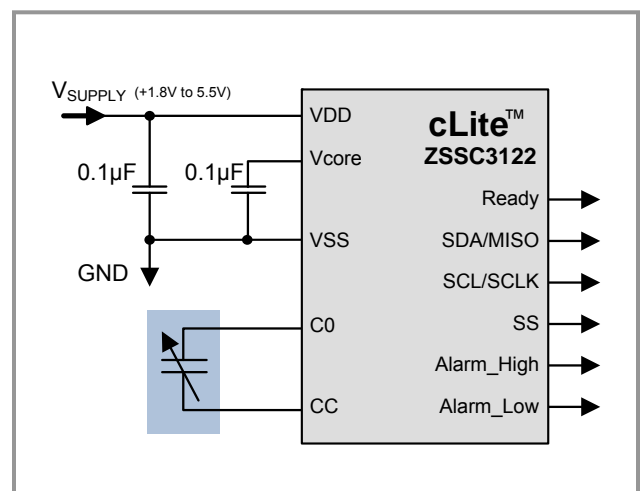 V_SUPPLY (+1.8V to 5.5V)
VDD
cLite™
ZSSC3122
Vcore
0.1µF
0.1µF
Ready
VSS
SDA/MISO
GND
SCL/SCLK
C0
SS
Alarm_High
CC
Alarm_Low